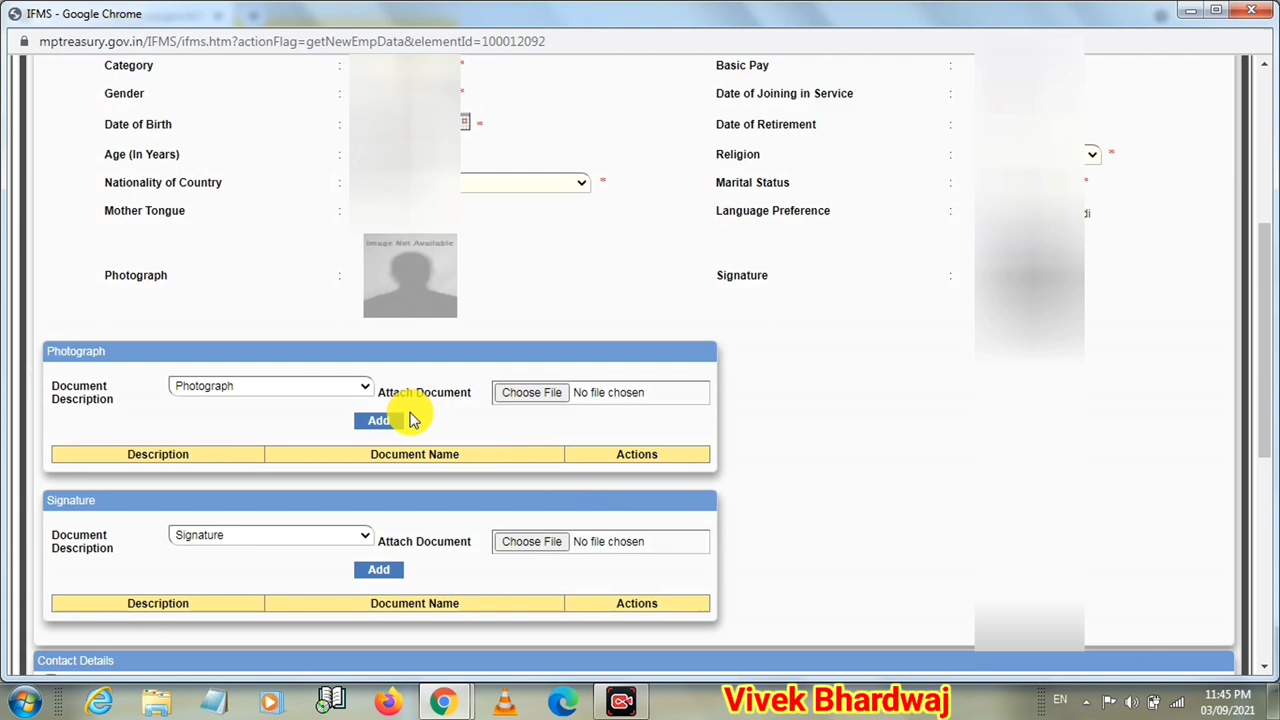 IFMS - Google Chrome
mptreasury.gov.in/IFMS/ifms.htm?actionFlag=getNewEmpData&elementId=100012092
Category : * Basic Pay :
Gender : * Date of Joining in Service :
Date of Birth : * Date of Retirement :
Age (In Years) : Religion : *
Nationality of Country : * Marital Status : *
Mother Tongue : Language Preference : di
Image Not Available
Photograph : Signature :
Photograph
Document Description Photograph Attach Document Choose File No file chosen
Add
Description Document Name Actions
Signature
Document Description Signature Attach Document Choose File No file chosen
Add
Description Document Name Actions
Contact Details
Vivek Bhardwaj
EN
11:45 PM
03/09/2021